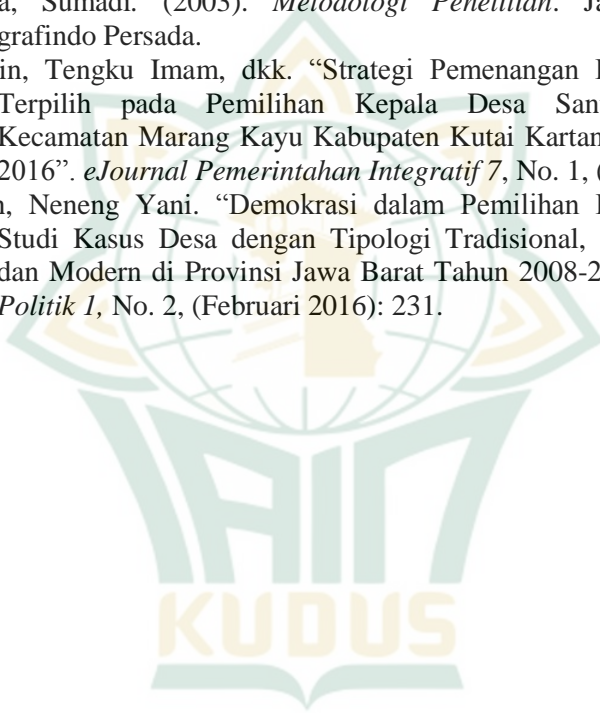 a, Sumadi. (2003). Metodologi Penelitian. Ja
grafindo Persada.
in, Tengku Imam, dkk. “Strategi Pemenangan
Terpilih pada Pemilihan Kepala Desa San
Kecamatan Marang Kayu Kabupaten Kutai Kartan
2016”. eJournal Pemerintahan Integratif 7, No. 1, (
n, Neneng Yani. “Demokrasi dalam Pemilihan
Studi Kasus Desa dengan Tipologi Tradisional,
dan Modern di Provinsi Jawa Barat Tahun 2008-2
Politik 1, No. 2, (Februari 2016): 231.
IAIN
KUDUS